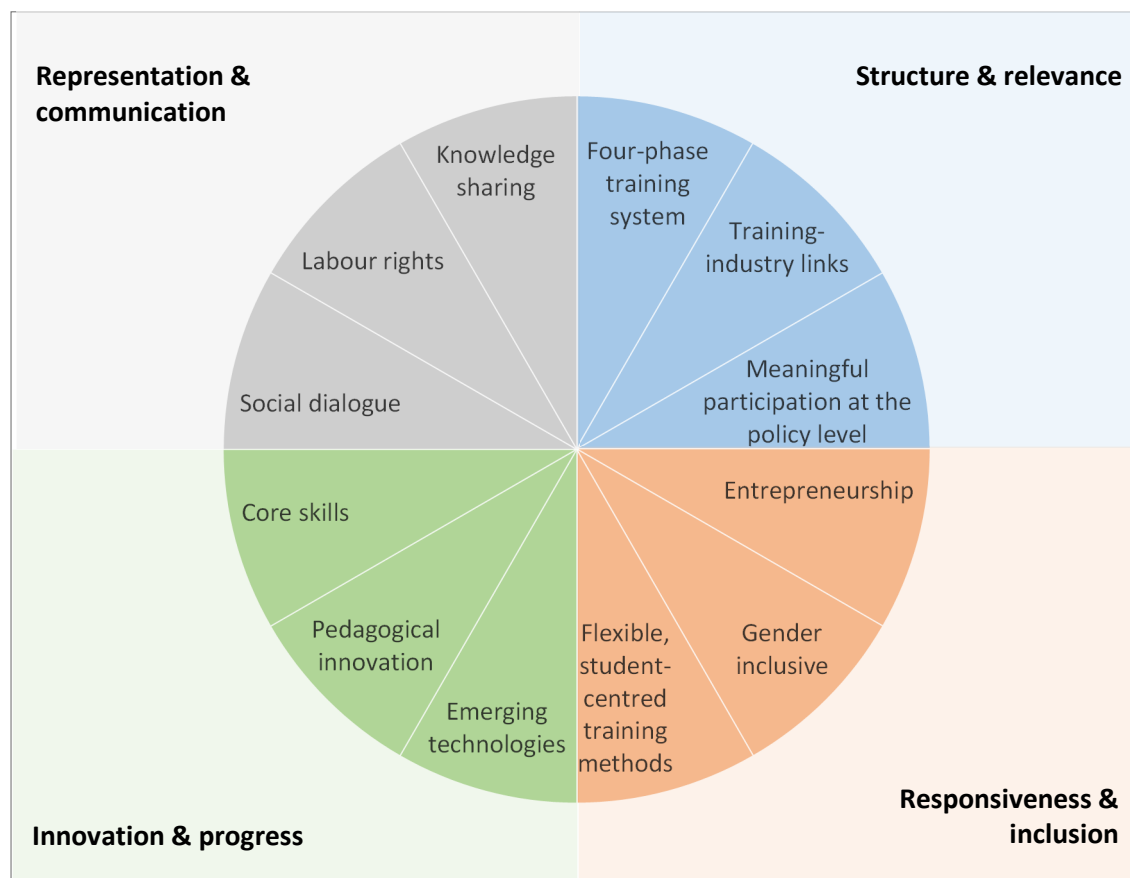 Representation &
communication
Structure & relevance
Knowledge
sharing
Four-phase
training
system
Labour rights
Training-
industry links
Social dialogue
Meaningful
participation at the
policy level
Core skills
Entrepreneurship
Pedagogical
innovation
Gender
inclusive
Emerging
technologies
Flexible,
student-
centred
training
methods
Innovation & progress
Responsiveness &
inclusion